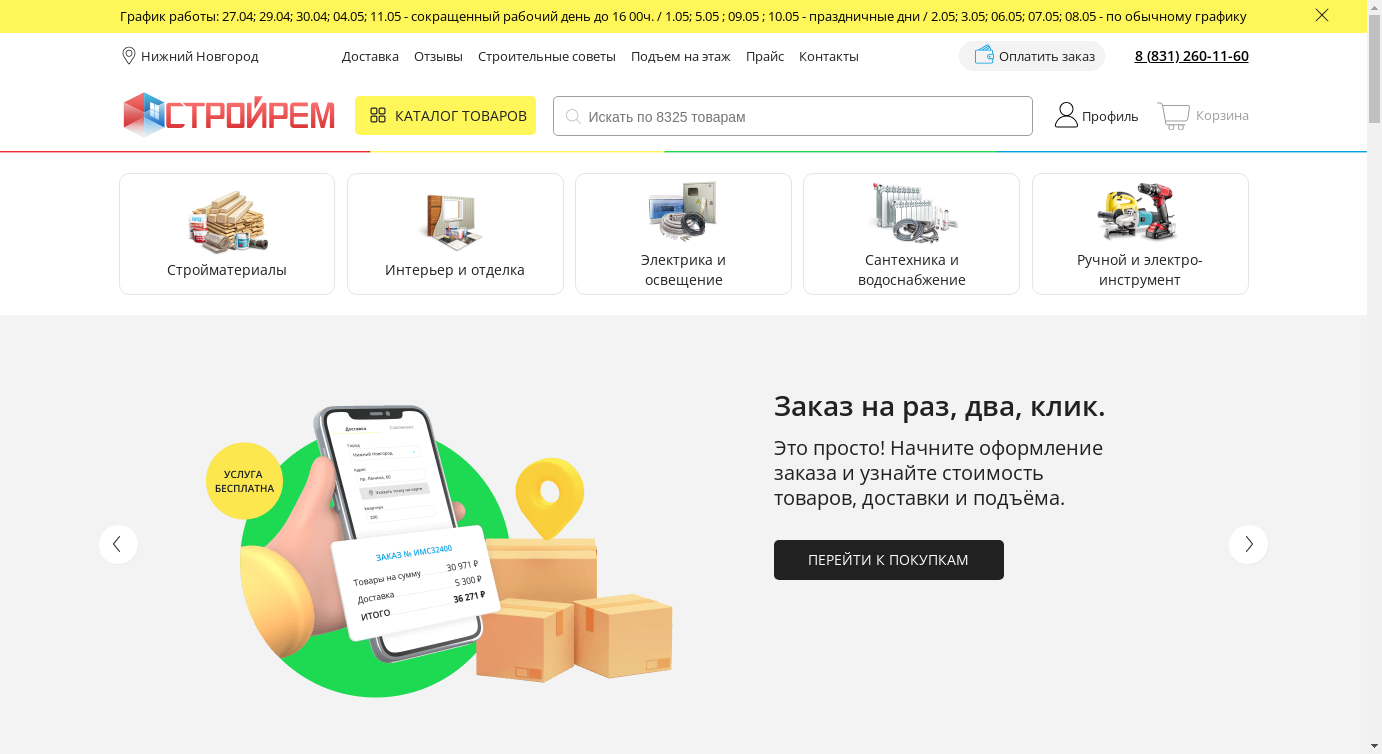 График работы: 27.04; 29.04; 30.04; 04.05; 11.05 - сокращенный рабочий день до 16 00ч. / 1.05; 5.05 ; 09.05 ; 10.05 - праздничные дни / 2.05; 3.05; 06.05; 07.05; 08.05 - по обычному графику
Нижний Новгород
Доставка Отзывы Строительные советы Подъем на этаж Прайс Контакты
Оплатить заказ
8 (831) 260-11-60
СТРОЙРЕМ
КАТАЛОГ ТОВАРОВ
Искать по 8325 товарам
Профиль
Корзина
Стройматериалы
Интерьер и отделка
Электрика и
освещение
Сантехника и
водоснабжение
Ручной и электро-
инструмент
УСЛУГА
БЕСПЛАТНА
Доставка Самовывоз
Город
Нижний Новгород
Адрес
пр. Ленина, 50
Указать точку на карте
Квартира
200
ЗАКАЗ № ИМС32400
Товары на сумму 30 971 ₽
Доставка 5 300 ₽
ИТОГО 36 271 ₽
Заказ на раз, два, клик.
Это просто! Начните оформление
заказа и узнайте стоимость
товаров, доставки и подъёма.
ПЕРЕЙТИ К ПОКУПКАМ